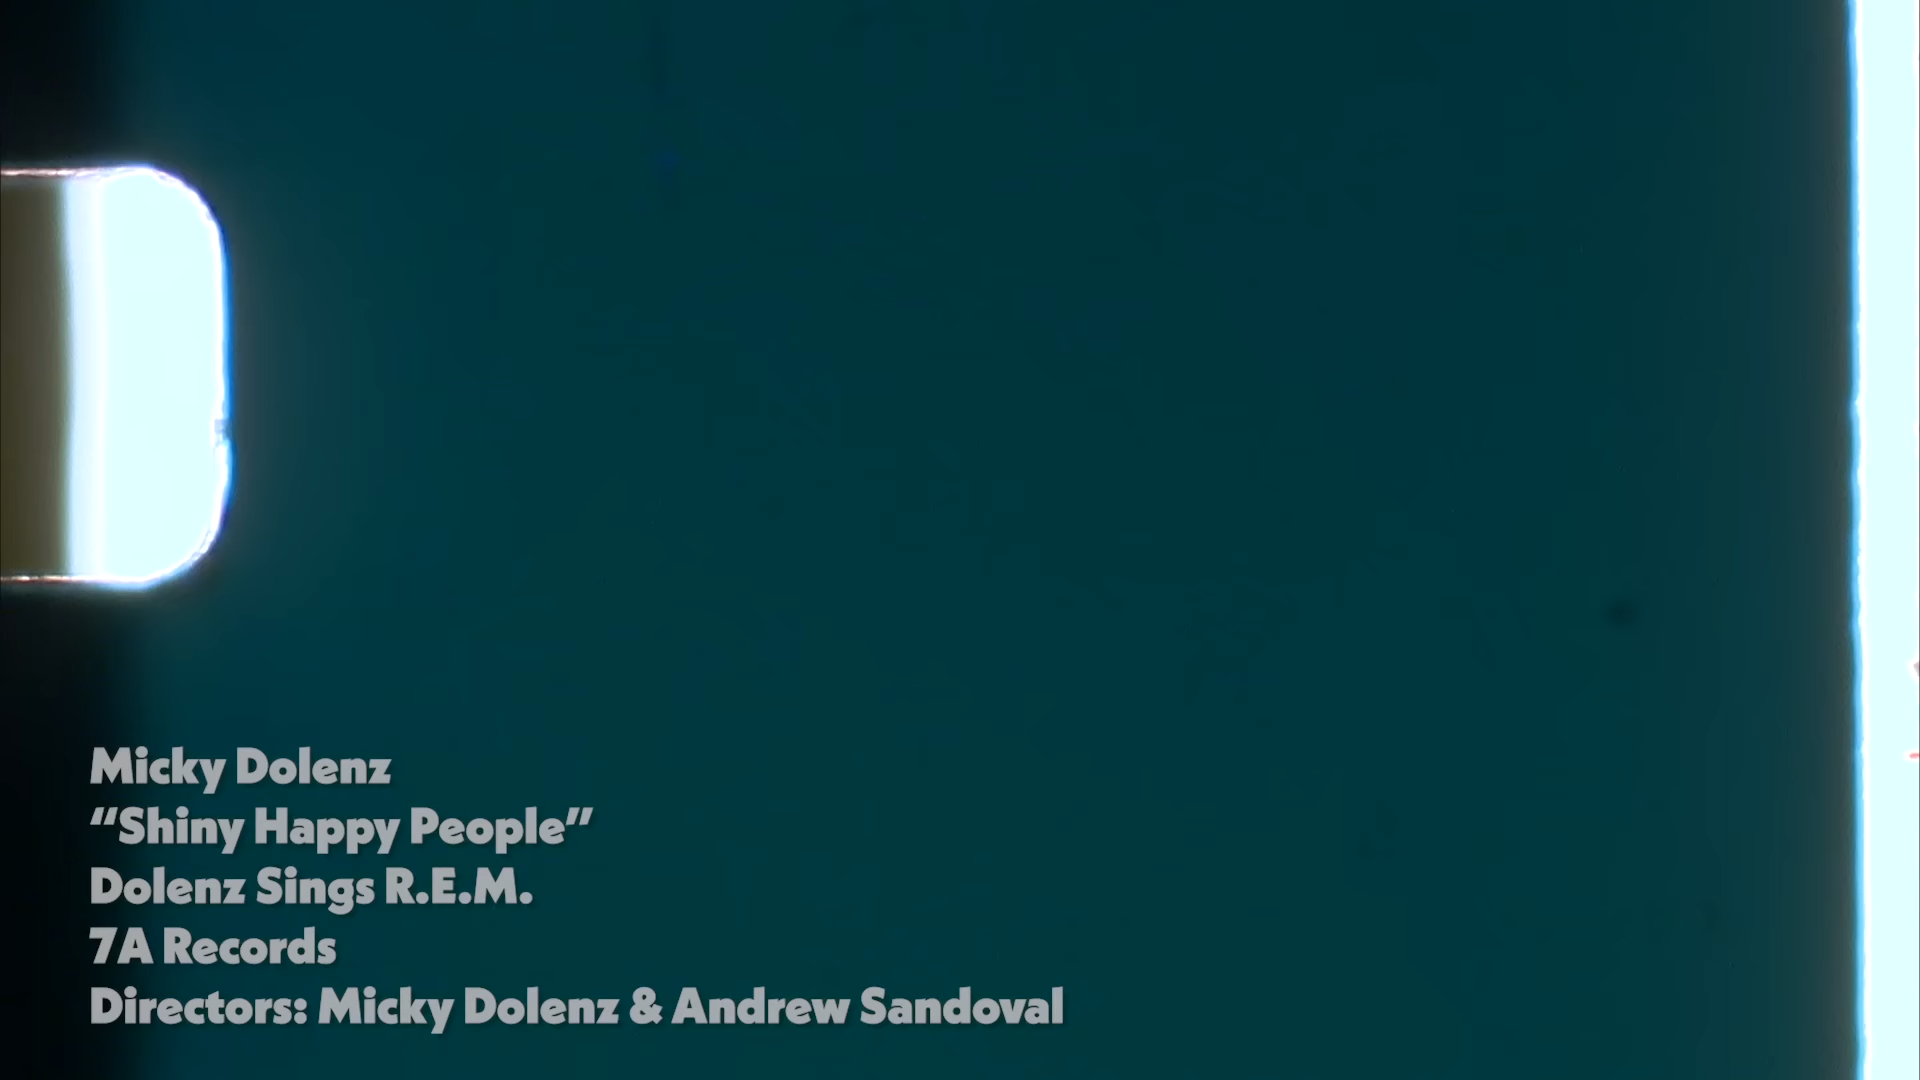 Micky Dolenz
“Shiny Happy People”
Dolenz Sings R.E.M.
7A Records
Directors: Micky Dolenz & Andrew Sandoval